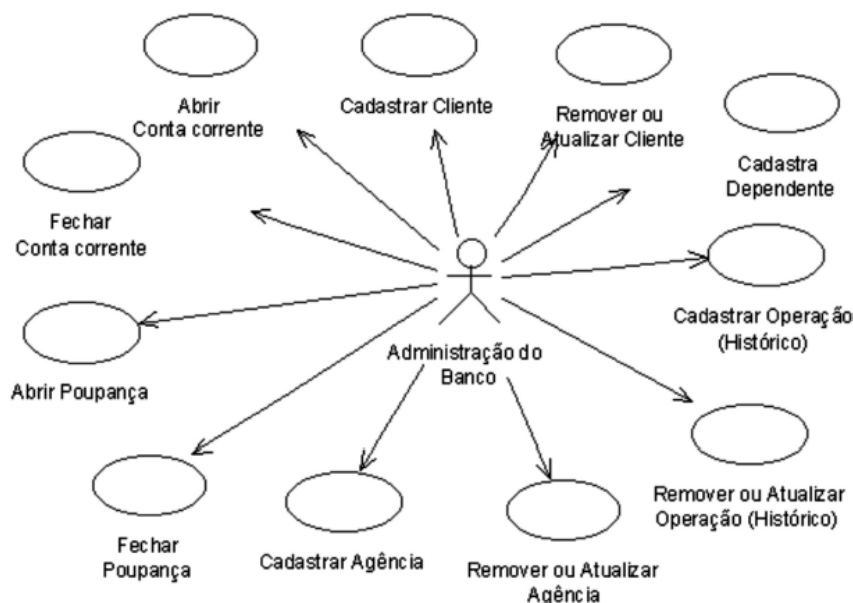 Abrir
Conta corrente
Cadastrar Cliente
Remover ou
Atualizar Cliente
Cadastra
Dependente
Fechar
Conta corrente
Cadastrar Operação
(Histórico)
Administração do
Banco
Abrir Poupança
Remover ou Atualizar
Operação (Histórico)
Fechar
Poupança
Cadastrar Agência
Remover ou Atualizar
Agência